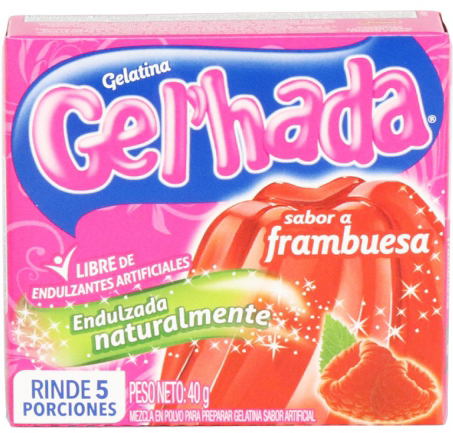 Gelatina
Gel'hada®
sabor a
frambuesa
LIBRE DE
ENDULZANTES ARTIFICIALES
Endulzada
naturalmente
RINDE 5
PORCIONES
PESO NETO: 40 g
MEZCLA EN POLVO PARA PREPARAR GELATINA SABOR ARTIFICIAL